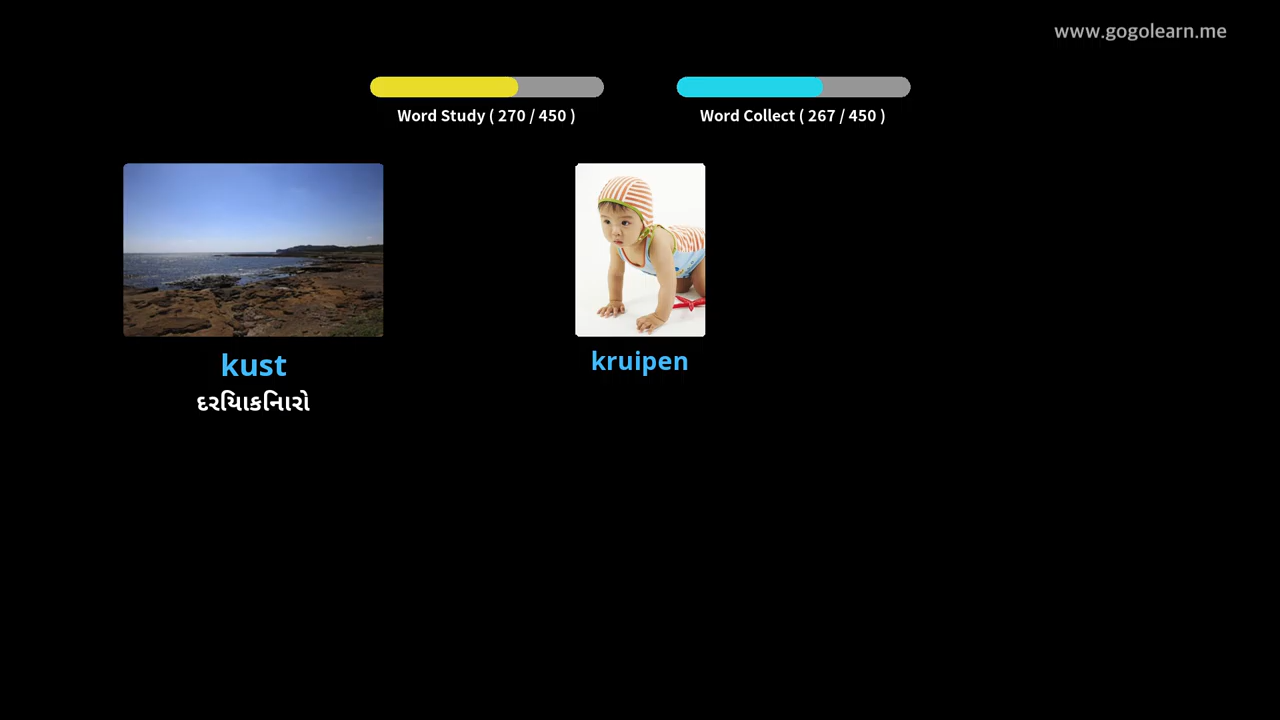 www.gogolearn.me
Word Study ( 270 / 450 )
Word Collect ( 267 / 450 )
kust
kruipen
દરિયાકિનારો